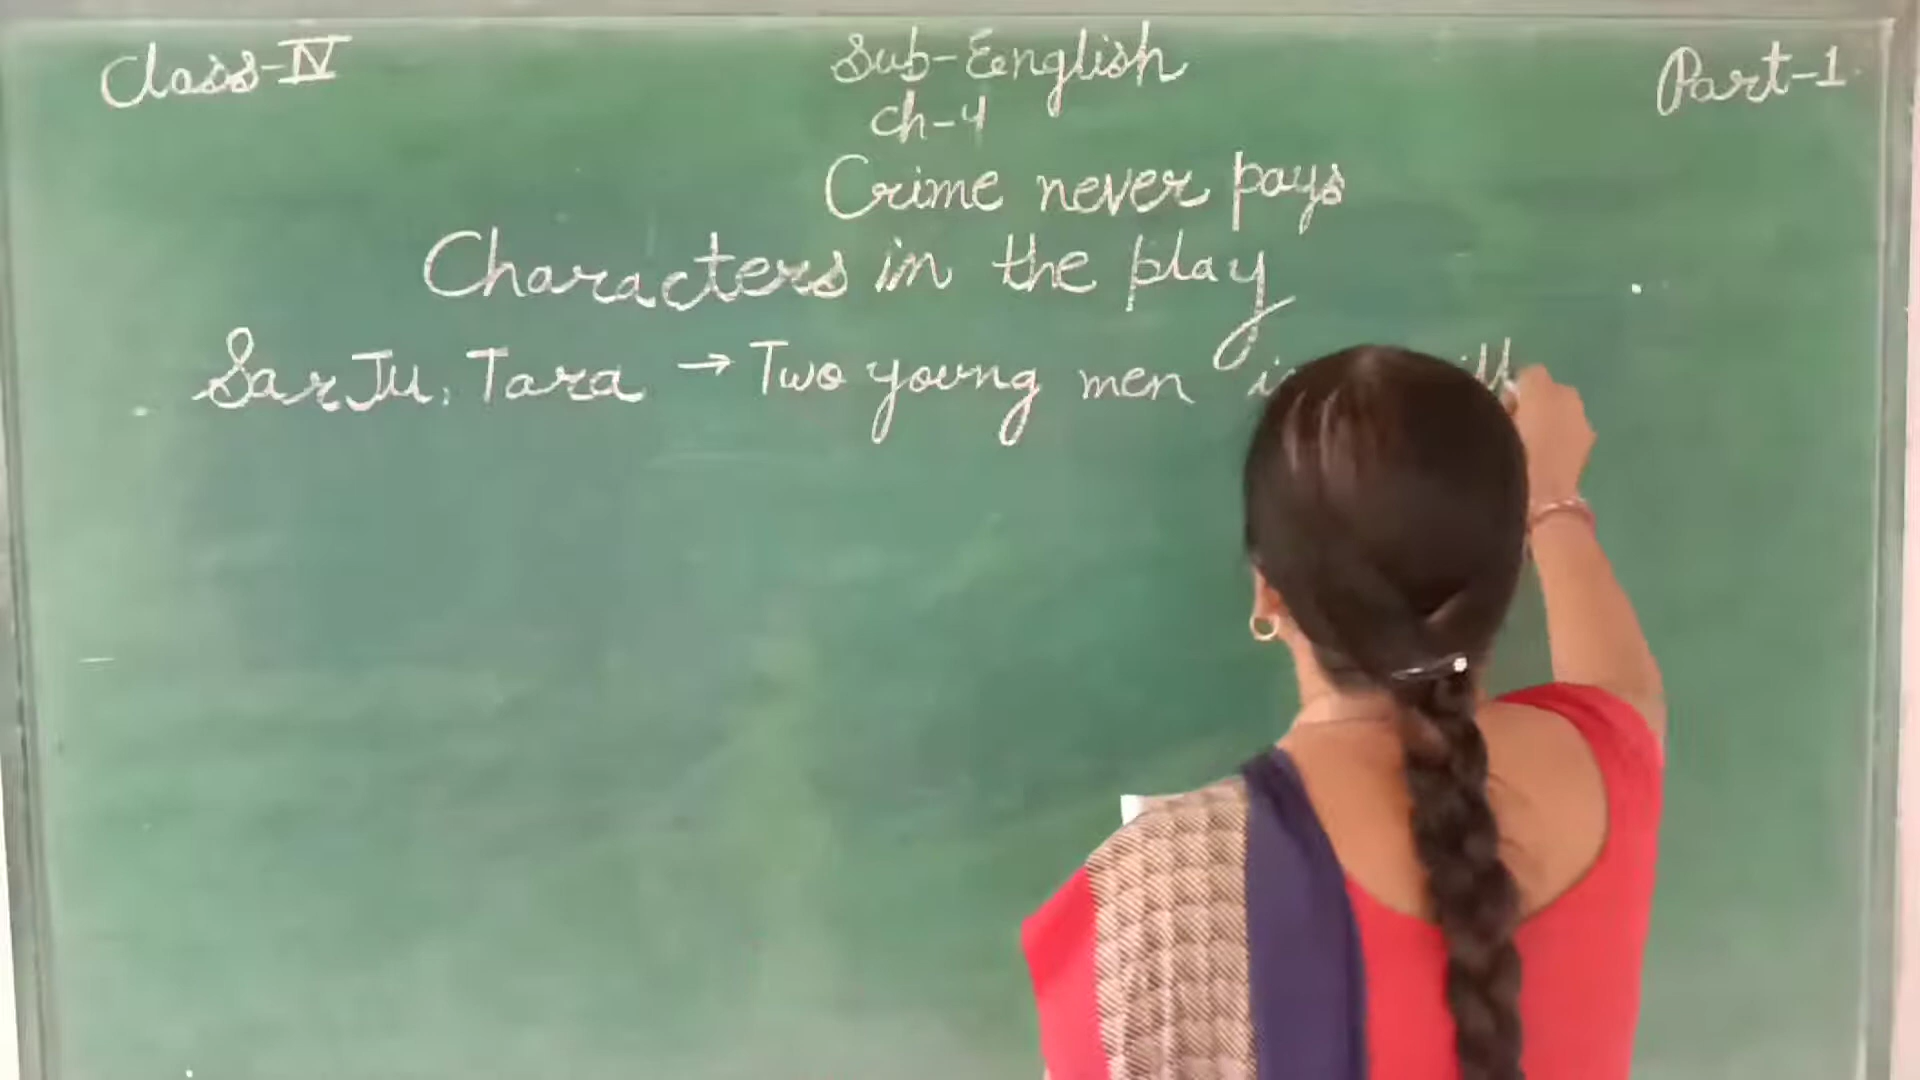 Class-IV
Sub-Eenglish
Part-1
Ch-4
Crime never pays
Characters in the play
SarJu, Tara → Two young men